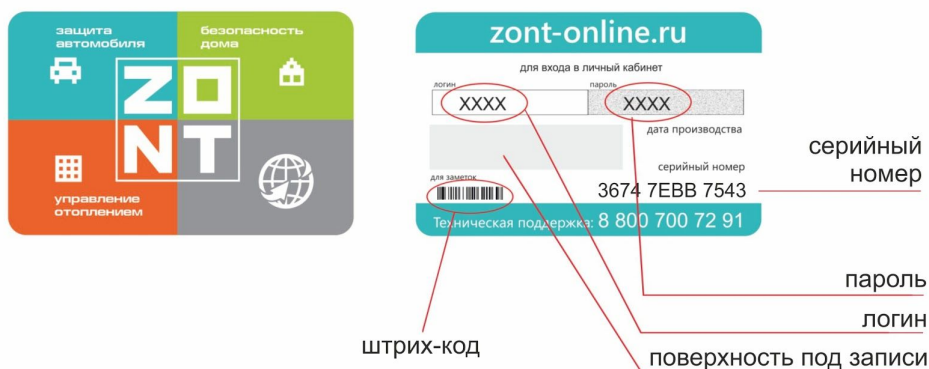 защита
автомобиля
безопасность
дома
ZONT
управление
отоплением
zont-online.ru
для входа в личный кабинет
логин
пароль
XXXX
XXXX
дата производства
серийный номер
для заметок
3674 7EBB 7543
Техническая поддержка: 8 800 700 72 91
серийный
номер
пароль
логин
штрих-код
поверхность под записи